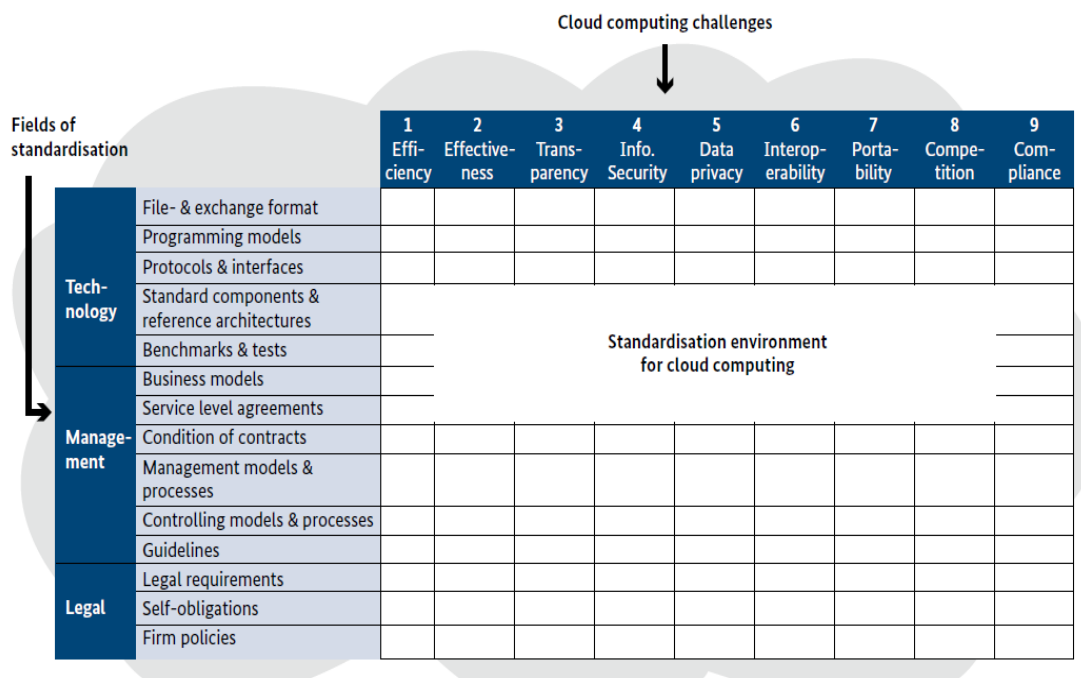 Cloud computing challenges
Fields of
standardisation
1
Effi-
ciency
2
Effective-
ness
3
Trans-
parency
4
Info.
Security
5
Data
privacy
6
Interop-
erability
7
Porta-
bility
8
Compe-
tition
9
Com-
pliance
Tech-
nology
File- & exchange format
Programming models
Protocols & interfaces
Standard components &
reference architectures
Benchmarks & tests
Standardisation environment
for cloud computing
Manage-
ment
Business models
Service level agreements
Condition of contracts
Management models &
processes
Controlling models & processes
Guidelines
Legal
Legal requirements
Self-obligations
Firm policies